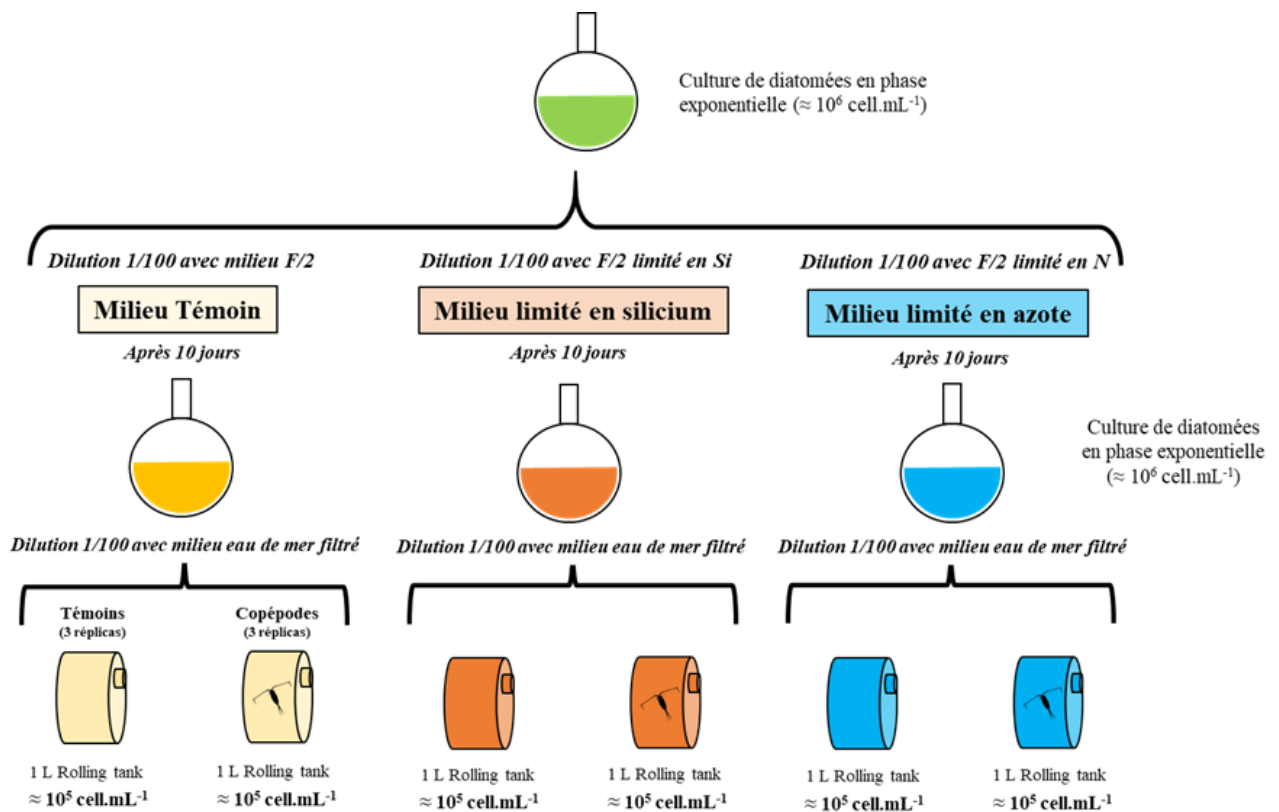 Culture de diatomées en phase
exponentielle (≈ 10⁶ cell.mL⁻¹)
Dilution 1/100 avec milieu F/2
Dilution 1/100 avec F/2 limité en Si
Dilution 1/100 avec F/2 limité en N
Milieu Témoin
Milieu limité en silicium
Milieu limité en azote
Après 10 jours
Après 10 jours
Après 10 jours
Culture de diatomées
en phase exponentielle
(≈ 10⁶ cell.mL⁻¹)
Dilution 1/100 avec milieu eau de mer filtré
Dilution 1/100 avec milieu eau de mer filtré
Dilution 1/100 avec milieu eau de mer filtré
Témoins
(3 réplicas)
Copépodes
(3 réplicas)
1 L Rolling tank
≈ 10⁵ cell.mL⁻¹
1 L Rolling tank
≈ 10⁵ cell.mL⁻¹
1 L Rolling tank
≈ 10⁵ cell.mL⁻¹
1 L Rolling tank
≈ 10⁵ cell.mL⁻¹
1 L Rolling tank
≈ 10⁵ cell.mL⁻¹
1 L Rolling tank
≈ 10⁵ cell.mL⁻¹